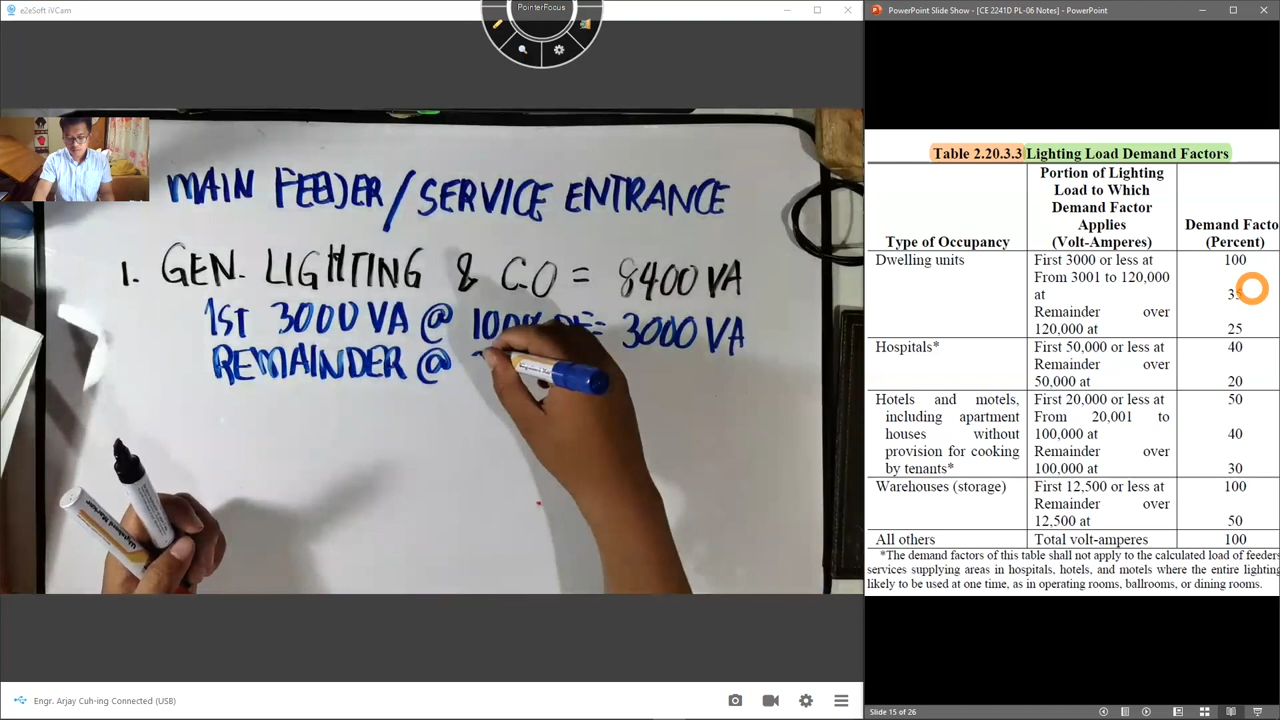 e2eSoft iVCam
PointerFocus
MAIN FEEDER/SERVICE ENTRANCE
1. GEN. LIGHTING & C.O = 8400 VA
1ST 3000 VA @ 100% DF = 3000 VA
REMAINDER @
Engr. Arjay Cuh-ing Connected (USB)
PowerPoint Slide Show - [CE 2241D PL-06 Notes] - PowerPoint
Table 2.20.3.3 Lighting Load Demand Factors
Type of Occupancy
Portion of Lighting
Load to Which
Demand Factor
Applies
(Volt-Amperes)
Demand Facto
(Percent)
Dwelling units
First 3000 or less at
100
From 3001 to 120,000
at
35
Remainder over
120,000 at
25
Hospitals*
First 50,000 or less at
40
Remainder over
50,000 at
20
Hotels and motels,
including apartment
houses without
provision for cooking
by tenants*
First 20,000 or less at
50
From 20,001 to
100,000 at
40
Remainder over
100,000 at
30
Warehouses (storage)
First 12,500 or less at
100
Remainder over
12,500 at
50
All others
Total volt-amperes
100
*The demand factors of this table shall not apply to the calculated load of feeders
services supplying areas in hospitals, hotels, and motels where the entire lighting
likely to be used at one time, as in operating rooms, ballrooms, or dining rooms.
Slide 15 of 26